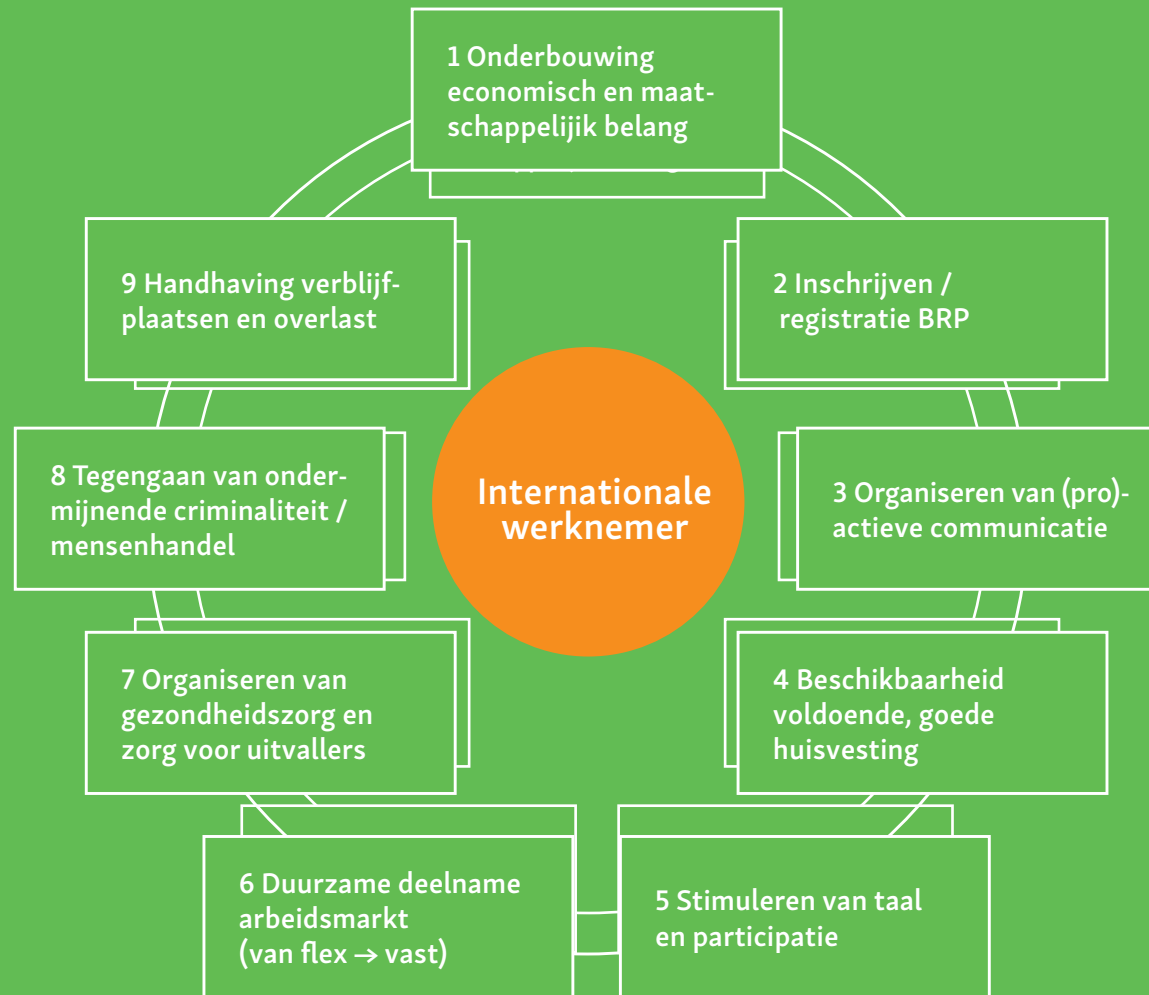 1 Onderbouwing
economisch en maat-
schappelijik belang
2 Inschrijven /
registratie BRP
3 Organiseren van (pro)-
actieve communicatie
4 Beschikbaarheid
voldoende, goede
huisvesting
5 Stimuleren van taal
en participatie
6 Duurzame deelname
arbeidsmarkt
(van flex → vast)
7 Organiseren van
gezondheidszorg en
zorg voor uitvallers
8 Tegengaan van onder-
mijnende criminaliteit /
mensenhandel
9 Handhaving verblijf-
plaatsen en overlast
Internationale
werknemer